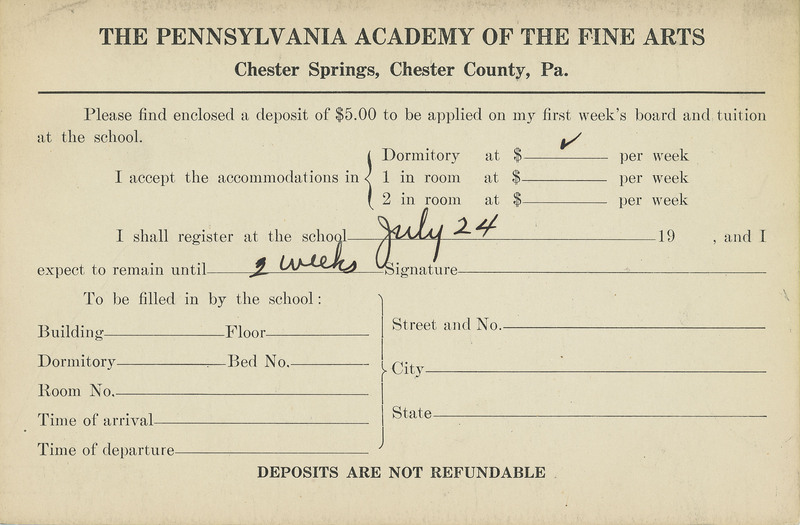 THE PENNSYLVANIA ACADEMY OF THE FINE ARTS
Chester Springs, Chester County, Pa.
Please find enclosed a deposit of $5.00 to be applied on my first week's board and tuition
at the school.
Dormitory at $ ✓ per week
I accept the accommodations in { 1 in room at $ per week
2 in room at $ per week
I shall register at the school July 24 19 , and I
expect to remain until 2 weeks Signature
To be filled in by the school:
Building Floor
Street and No.
Dormitory Bed No.
City
Room No.
State
Time of arrival
Time of departure
DEPOSITS ARE NOT REFUNDABLE